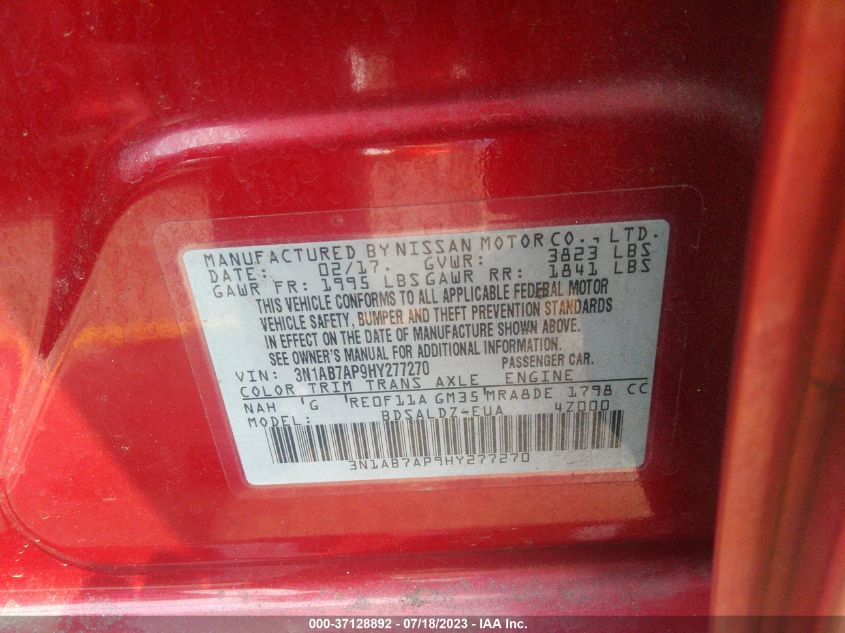 MANUFACTURED BY NISSAN MOTOR CO., LTD.
DATE: 02/17. GVWR: 3823 LBS
GAWR FR: 1995 LBS GAWR RR: 1841 LBS
THIS VEHICLE CONFORMS TO ALL APPLICABLE FEDERAL MOTOR
VEHICLE SAFETY, BUMPER AND THEFT PREVENTION STANDARDS
IN EFFECT ON THE DATE OF MANUFACTURE SHOWN ABOVE.
SEE OWNER'S MANUAL FOR ADDITIONAL INFORMATION.
VIN: 3N1AB7AP9HY277270 PASSENGER CAR.
COLOR TRIM TRANS AXLE ENGINE
NAH G RE0F11A GM35 MRA8DE 1798 CC
MODEL: BDSALDZ-EUA 4Z000
3N1AB7AP9HY277270
000-37128892 - 07/18/2023 - IAA Inc.